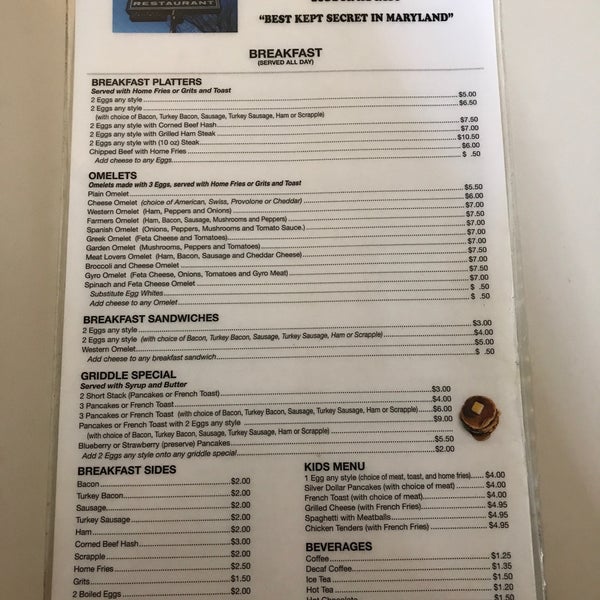 RESTAURANT
"BEST KEPT SECRET IN MARYLAND"
BREAKFAST
(SERVED ALL DAY)
BREAKFAST PLATTERS
Served with Home Fries or Grits and Toast
2 Eggs any style $5.00
2 Eggs any style $6.50
(with choice of Bacon, Turkey Bacon, Sausage, Turkey Sausage, Ham or Scrapple)
2 Eggs any style with Corned Beef Hash $7.50
2 Eggs any style with Grilled Ham Steak $7.00
2 Eggs any style with (10 oz) Steak $10.50
Chipped Beef with Home Fries $6.00
Add cheese to any Eggs $ .50
OMELETS
Omelets made with 3 Eggs, served with Home Fries or Grits and Toast
Plain Omelet $5.50
Cheese Omelet (choice of American, Swiss, Provolone or Cheddar) $6.00
Western Omelet (Ham, Peppers and Onions) $7.00
Farmers Omelet (Ham, Bacon, Sausage, Mushrooms and Peppers) $7.50
Spanish Omelet (Onions, Peppers, Mushrooms and Tomato Sauce.) $7.00
Greek Omelet (Feta Cheese and Tomatoes) $7.00
Garden Omelet (Mushrooms, Peppers and Tomatoes) $7.00
Meat Lovers Omelet (Ham, Bacon, Sausage and Cheddar Cheese) $7.50
Broccoli and Cheese Omelet $7.00
Gyro Omelet (Feta Cheese, Onions, Tomatoes and Gyro Meat) $7.50
Spinach and Feta Cheese Omelet $7.00
Substitute Egg Whites $ .50
Add cheese to any Omelet $ .50
BREAKFAST SANDWICHES
2 Eggs any style $3.00
2 Eggs any style (with choice of Bacon, Turkey Bacon, Sausage, Turkey Sausage, Ham or Scrapple) $4.00
Western Omelet $5.00
Add cheese to any breakfast sandwich $ .50
GRIDDLE SPECIAL
Served with Syrup and Butter
2 Short Stack (Pancakes or French Toast) $3.00
3 Pancakes or French Toast $4.00
3 Pancakes or French Toast (with choice of Bacon, Turkey Bacon, Sausage, Turkey Sausage, Ham or Scrapple) $6.00
Pancakes or French Toast with 2 Eggs any style $9.00
(with choice of Bacon, Turkey Bacon, Sausage, Turkey Sausage, Ham or Scrapple)
Blueberry or Strawberry (preserve) Pancakes $5.50
Add 2 Eggs any style onto any griddle special $2.00
BREAKFAST SIDES
Bacon $2.00
Turkey Bacon $2.00
Sausage $2.00
Turkey Sausage $2.00
Ham $2.00
Corned Beef Hash $3.00
Scrapple $2.00
Home Fries $2.50
Grits $1.50
2 Boiled Eggs $2.00
KIDS MENU
1 Egg any style (choice of meat, toast, and home fries) $4.00
Silver Dollar Pancakes (with choice of meat) $4.00
French Toast (with choice of meat) $4.00
Grilled Cheese (with French Fries) $4.95
Spaghetti with Meatballs $4.95
Chicken Tenders (with French Fries) $4.95
BEVERAGES
Coffee $1.25
Decaf Coffee $1.35
Ice Tea $1.50
Hot Tea $1.20
Hot Chocolate $1.50